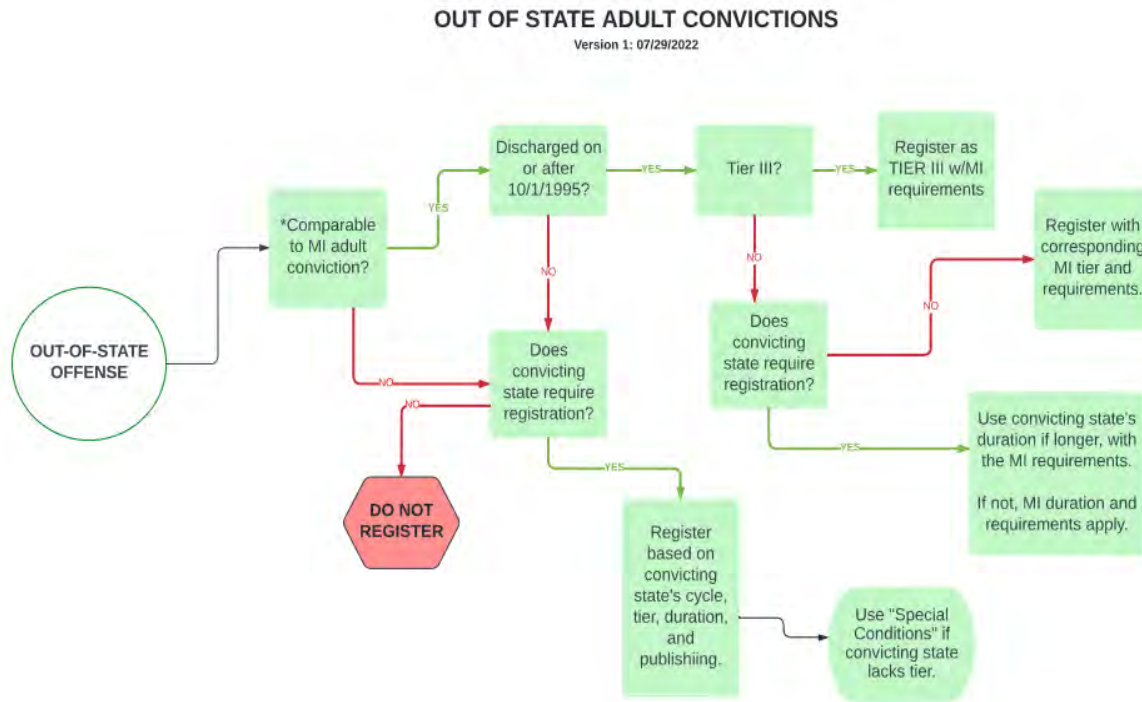 OUT OF STATE ADULT CONVICTIONS
Version 1: 07/29/2022
OUT-OF-STATE
OFFENSE
*Comparable
to MI adult
conviction?
YES
NO
Discharged on
or after
10/1/1995?
YES
NO
Tier III?
YES
NO
Register as
TIER III w/MI
requirements
Does
convicting
state require
registration?
NO
YES
DO NOT
REGISTER
Does
convicting
state require
registration?
NO
YES
Register with
corresponding
MI tier and
requirements.
Use convicting state's
duration if longer, with
the MI requirements.
If not, MI duration and
requirements apply.
Register
based on
convicting
state's cycle,
tier, duration,
and
publishiing.
Use "Special
Conditions" if
convicting state
lacks tier.